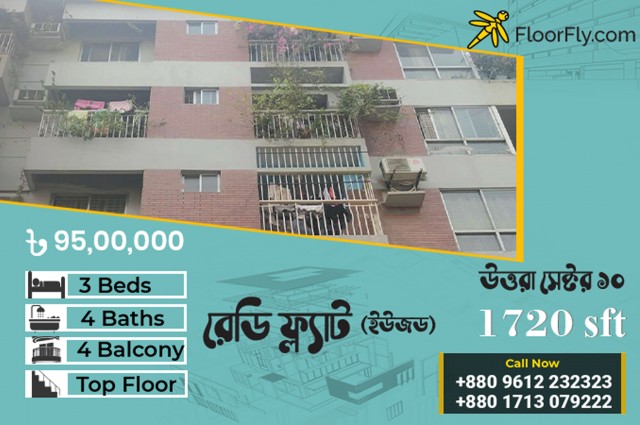 FloorFly.com
৳ 95,00,000
3 Beds
4 Baths
4 Balcony
Top Floor
রেডি ফ্ল্যাট (ইউজড)
উত্তরা সেক্টর ১০
1720 sft
Call Now
+880 9612 232323
+880 1713 079222